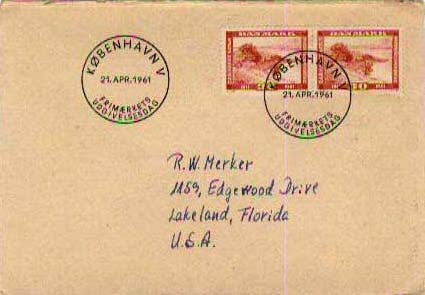 DANMARK DANMARK
KØBENHAVN V
21.APR.1961
FRIMÆRKETS
UDGIVELSESDAG
KØBENHAVN V
21.APR.1961
FRIMÆRKETS
UDGIVELSESDAG
R.W. Merker
1159, Edgewood Drive
Lakeland, Florida
U.S.A.